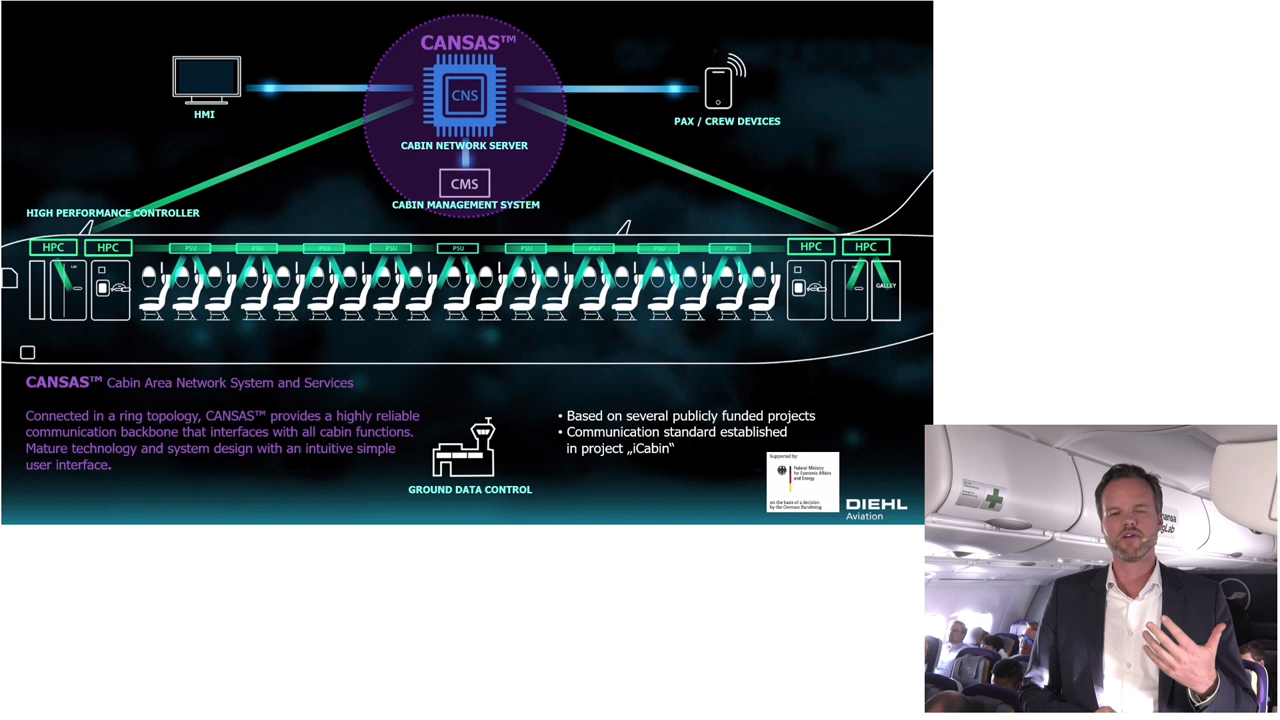 CANSAS™
CNS
HMI
PAX / CREW DEVICES
CABIN NETWORK SERVER
CMS
CABIN MANAGEMENT SYSTEM
HIGH PERFORMANCE CONTROLLER
HPC HPC PSU PSU PSU PSU PSU PSU PSU PSU PSU HPC HPC
GALLEY
CANSAS™ Cabin Area Network System and Services
Connected in a ring topology, CANSAS™ provides a highly reliable
communication backbone that interfaces with all cabin functions.
Mature technology and system design with an intuitive simple
user interface.
GROUND DATA CONTROL
• Based on several publicly funded projects
• Communication standard established
in project „iCabin“
Supported by:
Federal Ministry
for Economic Affairs
and Energy
on the basis of a decision
by the German Bundestag
DIEHL
Aviation